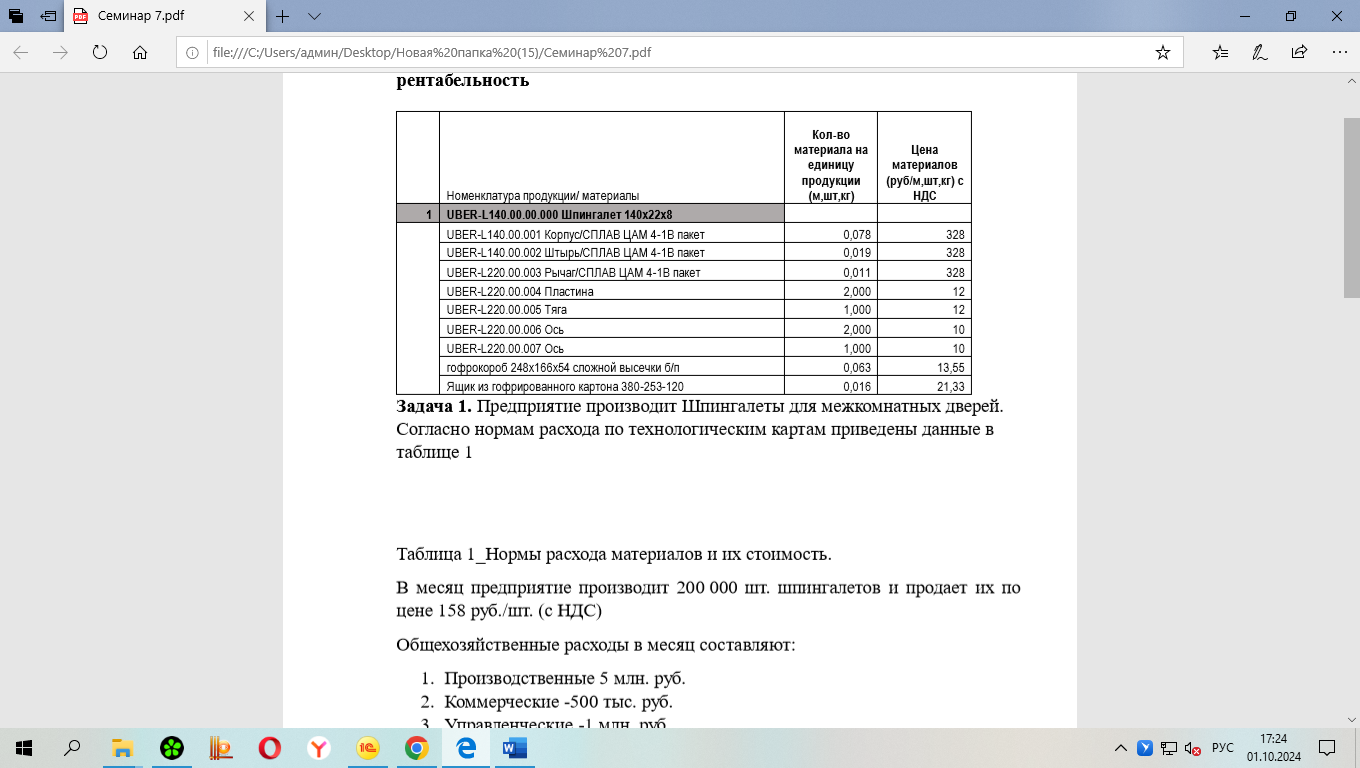 Семинар 7.pdf
file:///C:/Users/админ/Desktop/Новая%20папка%20(15)/Семинар%207.pdf
рентабельность
Номенклатура продукции/ материалы	Кол-во материала на единицу продукции (м,шт,кг)	Цена материалов (руб/м,шт,кг) с НДС
1	UBER-L140.00.00.000 Шпингалет 140х22х8
UBER-L140.00.001 Корпус/СПЛАВ ЦАМ 4-1В пакет	0,078	328
UBER-L140.00.002 Штырь/СПЛАВ ЦАМ 4-1В пакет	0,019	328
UBER-L220.00.003 Рычаг/СПЛАВ ЦАМ 4-1В пакет	0,011	328
UBER-L220.00.004 Пластина	2,000	12
UBER-L220.00.005 Тяга	1,000	12
UBER-L220.00.006 Ось	2,000	10
UBER-L220.00.007 Ось	1,000	10
гофрокороб 248х166х54 сложной высечки б/п	0,063	13,55
Ящик из гофрированного картона 380-253-120	0,016	21,33
Задача 1. Предприятие производит Шпингалеты для межкомнатных дверей.
Согласно нормам расхода по технологическим картам приведены данные в
таблице 1
Таблица 1_Нормы расхода материалов и их стоимость.
В месяц предприятие производит 200 000 шт. шпингалетов и продает их по
цене 158 руб./шт. (с НДС)
Общехозяйственные расходы в месяц составляют:
1. Производственные 5 млн. руб.
2. Коммерческие -500 тыс. руб.
3. Управленческие -1 млн. руб.
РУС
17:24
01.10.2024